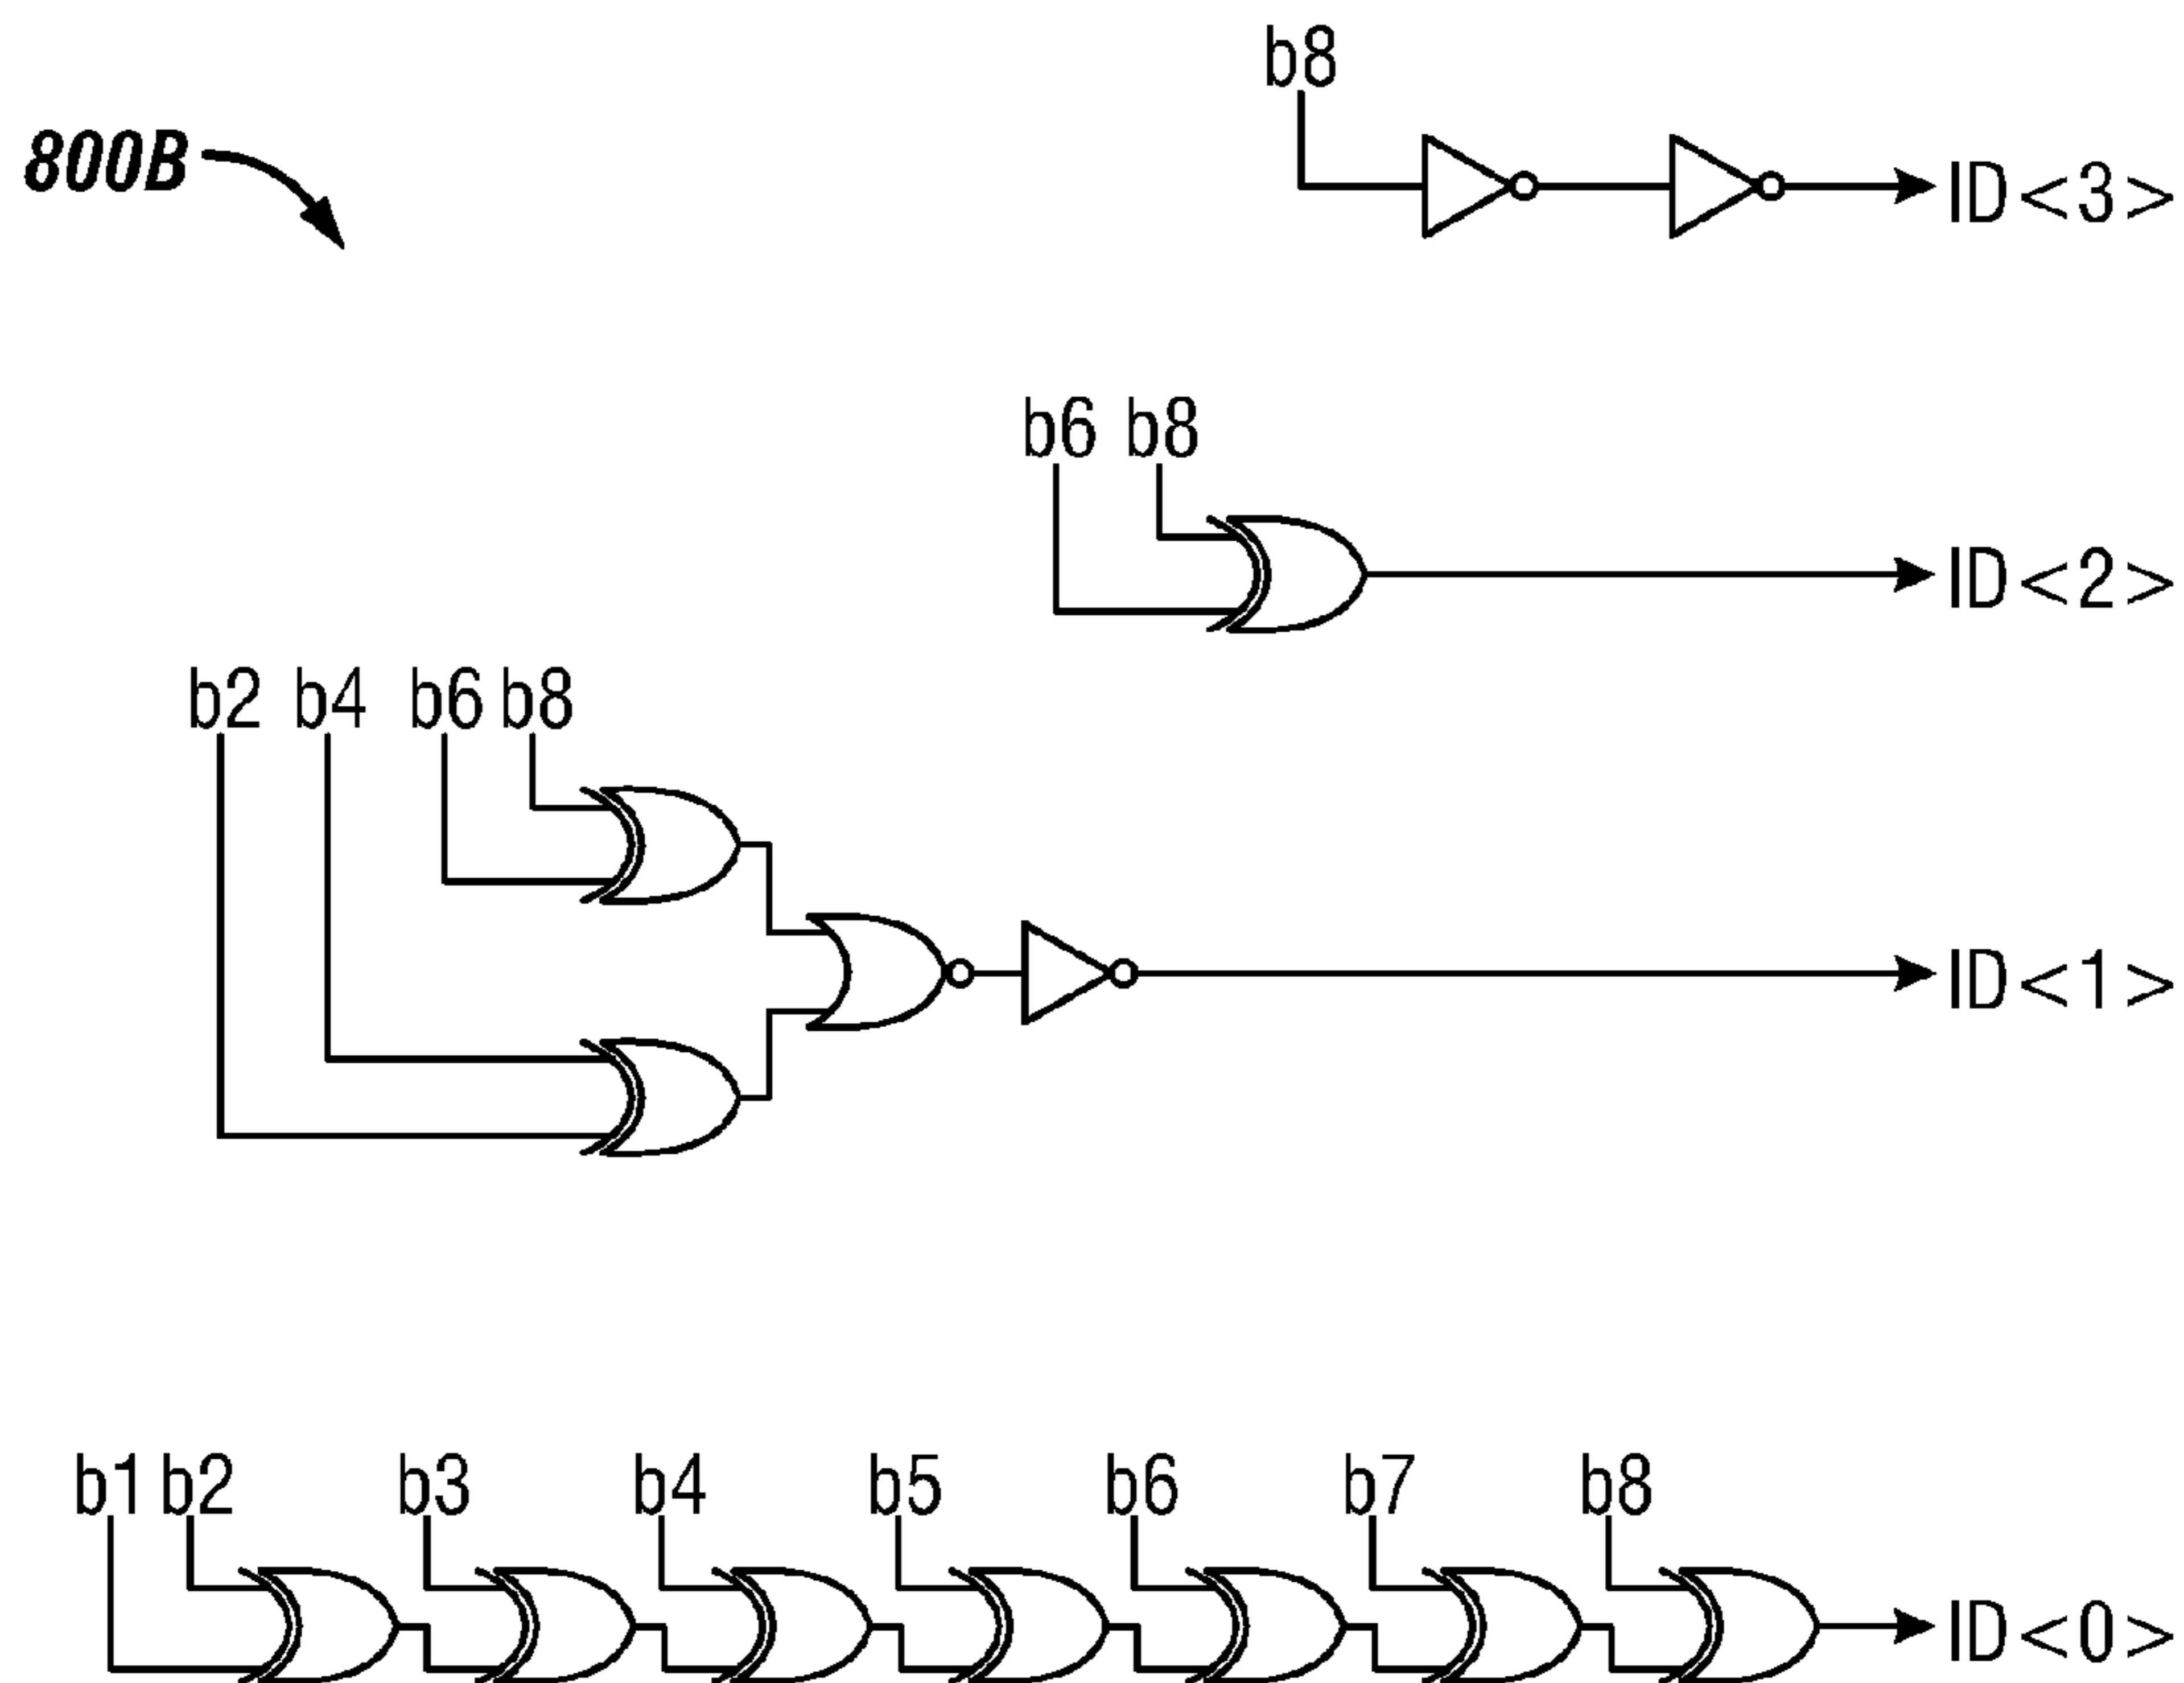 b8
800B
ID<3>
b6 b8
ID<2>
b2 b4 b6 b8
ID<1>
b1 b2 b3 b4 b5 b6 b7 b8
ID<0>